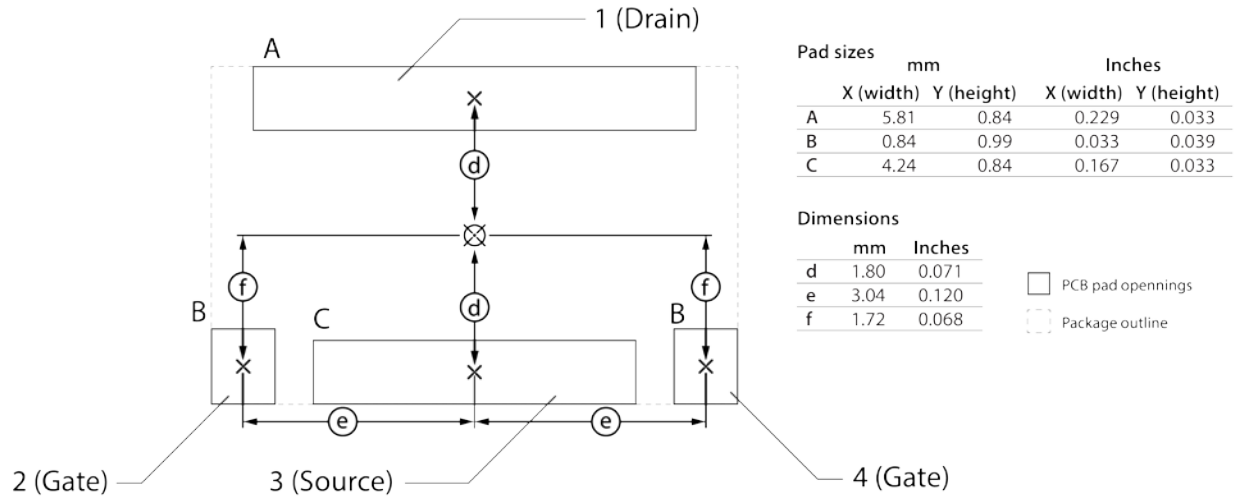 1 (Drain)
A
d
f
d
f
B
C
B
e
e
2 (Gate)
3 (Source)
4 (Gate)
Pad sizes
mm Inches
X (width) Y (height) X (width) Y (height)
A 5.81 0.84 0.229 0.033
B 0.84 0.99 0.033 0.039
C 4.24 0.84 0.167 0.033
Dimensions
mm Inches
d 1.80 0.071
e 3.04 0.120
f 1.72 0.068
PCB pad opennings
Package outline